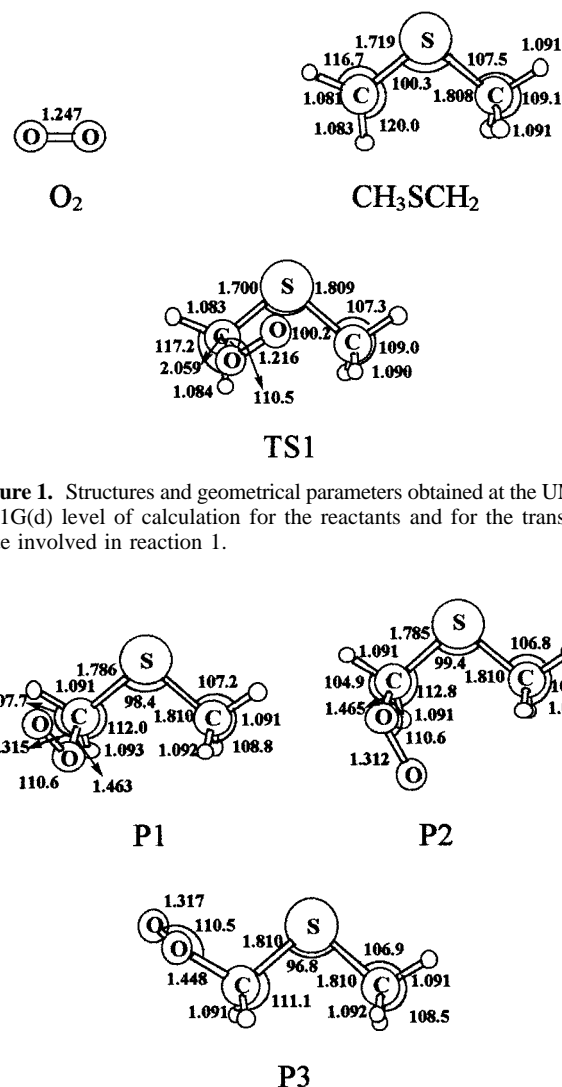 1.719 S 1.091
116.7 107.5
1.247 1.081 C 100.3 1.808 C 109.1
O O 1.083 120.0 1.091
O2 CH3SCH2
1.700 S 1.809
1.083 107.3
C O 100.2 C
117.2 O 1.216 109.0
2.059 1.090
1.084 110.5
TS1
ure 1. Structures and geometrical parameters obtained at the UM
1G(d) level of calculation for the reactants and for the trans
e involved in reaction 1.
1.786 S 107.2
1.091 98.4
07.7 C 1.810 C 1.091
O 112.0
.315 O 1.093 1.092 108.8
110.6 1.463
P1
1.785 S 106.8
1.091 99.4
104.9 C 112.8 1.810 C 10
1.465 O 1.091 1.0
110.6
1.312 O
P2
1.317
O 110.5 S
O 1.810 106.9
1.448 96.8
C 1.810 C 1.091
1.091 111.1 1.092 108.5
P3